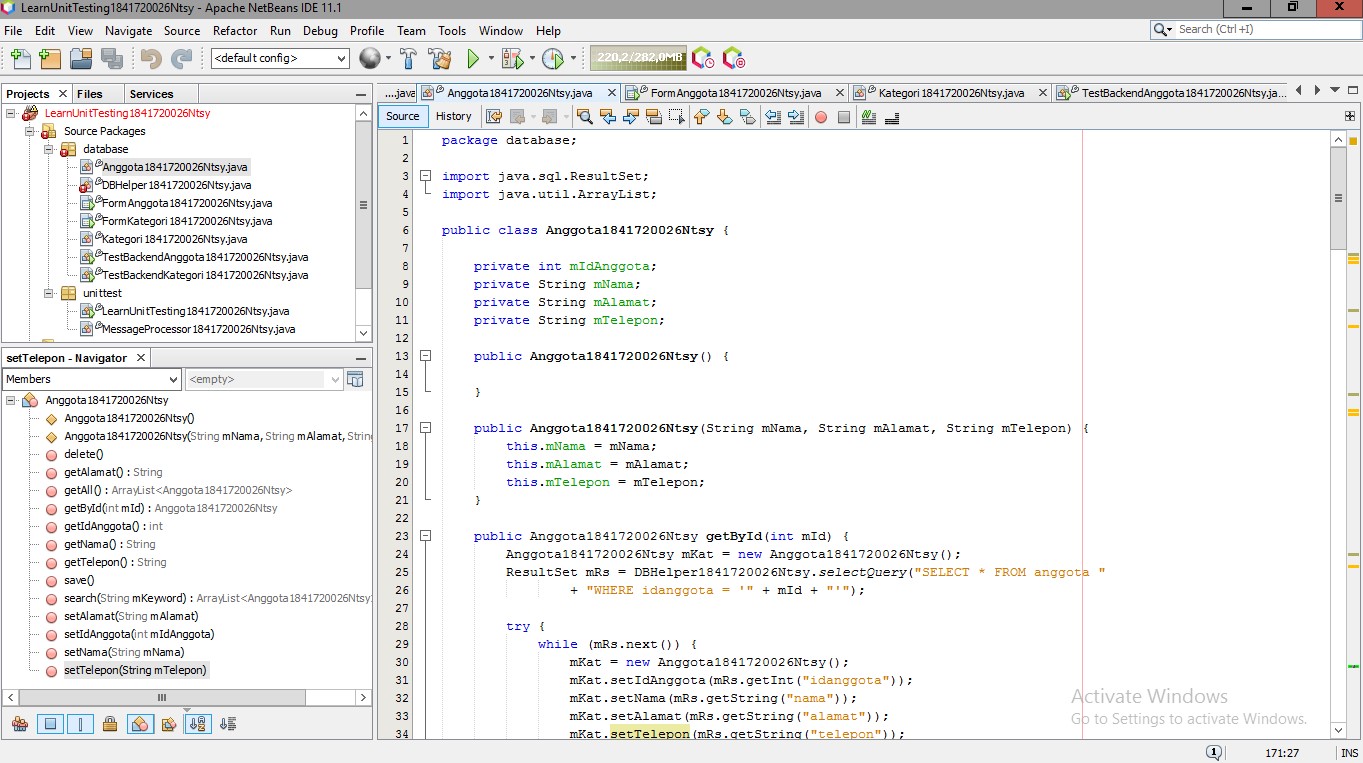 LearnUnitTesting1841720026Ntsy - Apache NetBeans IDE 11.1
File Edit View Navigate Source Refactor Run Debug Profile Team Tools Window Help
Search (Ctrl+I)
<default config>
220,2/282,0MB
Projects Files Services
LearnUnitTesting1841720026Ntsy
Source Packages
database
Anggota1841720026Ntsy.java
DBHelper1841720026Ntsy.java
FormAnggota1841720026Ntsy.java
FormKategori1841720026Ntsy.java
Kategori1841720026Ntsy.java
TestBackendAnggota1841720026Ntsy.java
TestBackendKategori1841720026Ntsy.java
unittest
LearnUnitTesting1841720026Ntsy.java
MessageProcessor1841720026Ntsy.java
setTelepon - Navigator
Members <empty>
Anggota1841720026Ntsy
Anggota1841720026Ntsy()
Anggota1841720026Ntsy(String mNama, String mAlamat, Strin
delete()
getAlamat() : String
getAll() : ArrayList<Anggota1841720026Ntsy>
getById(int mId) : Anggota1841720026Ntsy
getIdAnggota() : int
getNama() : String
getTelepon() : String
save()
search(String mKeyword) : ArrayList<Anggota1841720026Ntsy>
setAlamat(String mAlamat)
setIdAnggota(int mIdAnggota)
setNama(String mNama)
setTelepon(String mTelepon)
....java Anggota1841720026Ntsy.java FormAnggota1841720026Ntsy.java Kategori1841720026Ntsy.java TestBackendAnggota1841720026Ntsy.ja...
Source History
1 package database;
2
3 import java.sql.ResultSet;
4 import java.util.ArrayList;
5
6 public class Anggota1841720026Ntsy {
7
8 private int mIdAnggota;
9 private String mNama;
10 private String mAlamat;
11 private String mTelepon;
12
13 public Anggota1841720026Ntsy() {
14
15 }
16
17 public Anggota1841720026Ntsy(String mNama, String mAlamat, String mTelepon) {
18 this.mNama = mNama;
19 this.mAlamat = mAlamat;
20 this.mTelepon = mTelepon;
21 }
22
23 public Anggota1841720026Ntsy getById(int mId) {
24 Anggota1841720026Ntsy mKat = new Anggota1841720026Ntsy();
25 ResultSet mRs = DBHelper1841720026Ntsy.selectQuery("SELECT * FROM anggota "
26 + "WHERE idanggota = '" + mId + "'");
27
28 try {
29 while (mRs.next()) {
30 mKat = new Anggota1841720026Ntsy();
31 mKat.setIdAnggota(mRs.getInt("idanggota"));
32 mKat.setNama(mRs.getString("nama"));
33 mKat.setAlamat(mRs.getString("alamat"));
34 mKat.setTelepon(mRs.getString("telepon"));
Activate Windows
Go to Settings to activate Windows.
1 171:27 INS